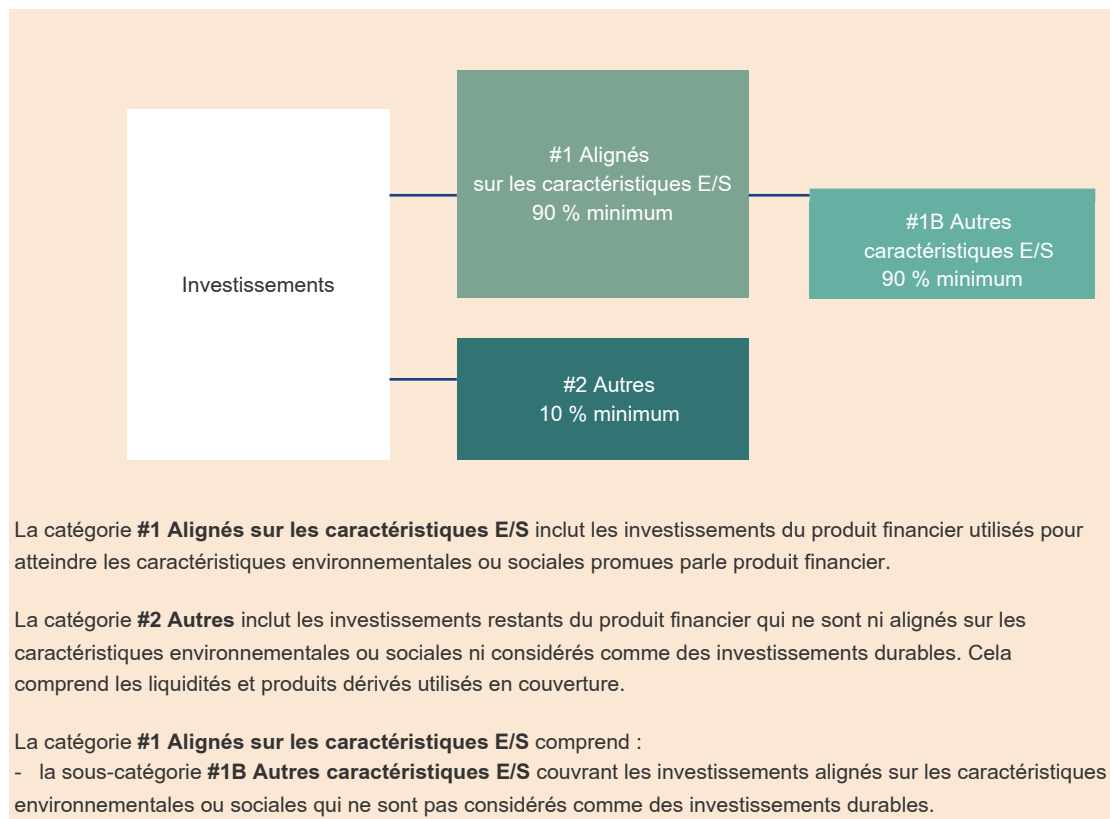 #1 Alignés
sur les caractéristiques E/S
90 % minimum
#1B Autres
caractéristiques E/S
90 % minimum
Investissements
#2 Autres
10 % minimum
La catégorie #1 Alignés sur les caractéristiques E/S inclut les investissements du produit financier utilisés pour
atteindre les caractéristiques environnementales ou sociales promues parle produit financier.
La catégorie #2 Autres inclut les investissements restants du produit financier qui ne sont ni alignés sur les
caractéristiques environnementales ou sociales ni considérés comme des investissements durables. Cela
comprend les liquidités et produits dérivés utilisés en couverture.
La catégorie #1 Alignés sur les caractéristiques E/S comprend :
- la sous-catégorie #1B Autres caractéristiques E/S couvrant les investissements alignés sur les caractéristiques
environnementales ou sociales qui ne sont pas considérés comme des investissements durables.